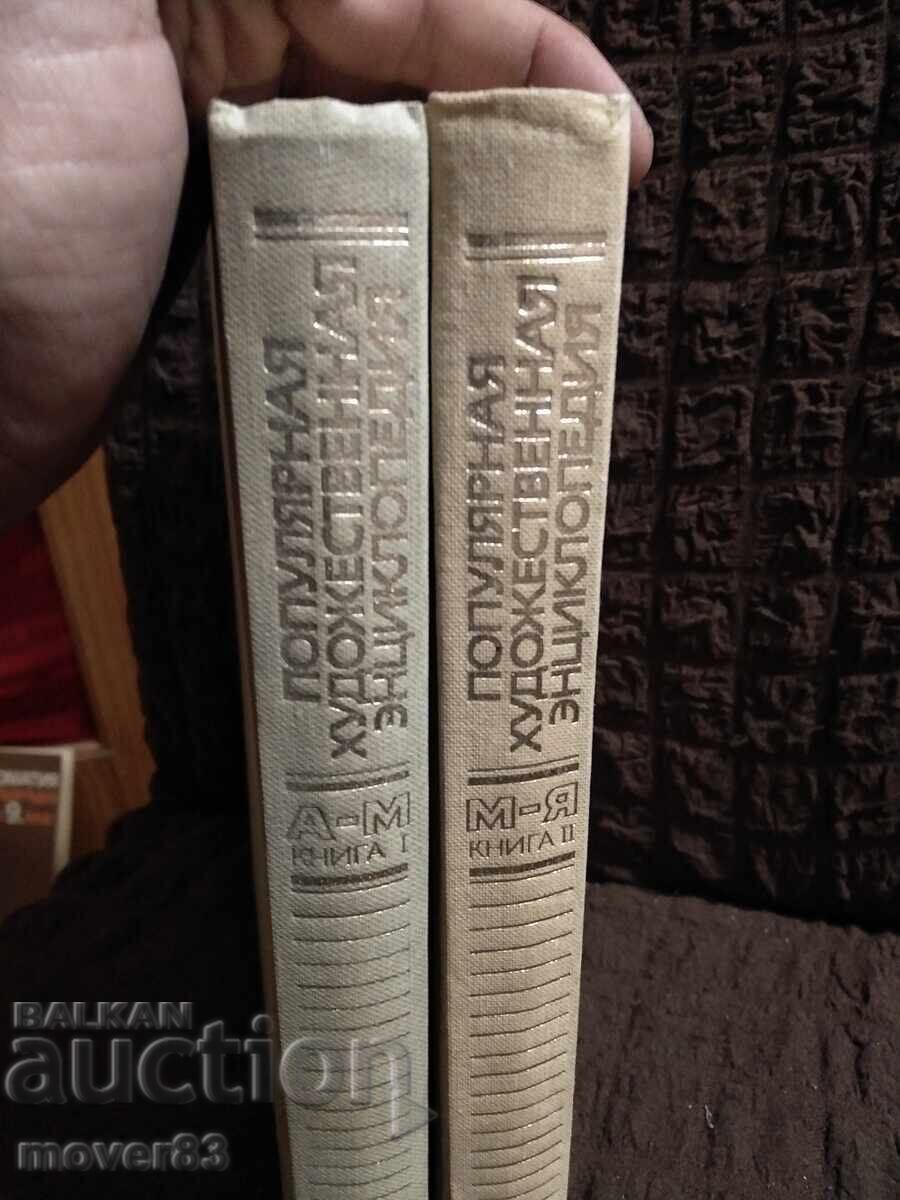 ПОПУЛЯРНАЯ
ХУДОЖЕСТВЕННАЯ
ЭНЦИКЛОПЕДИЯ
А-М
КНИГА I
ПОПУЛЯРНАЯ
ХУДОЖЕСТВЕННАЯ
ЭНЦИКЛОПЕДИЯ
М-Я
КНИГА II
BALKAN
auction
mover83